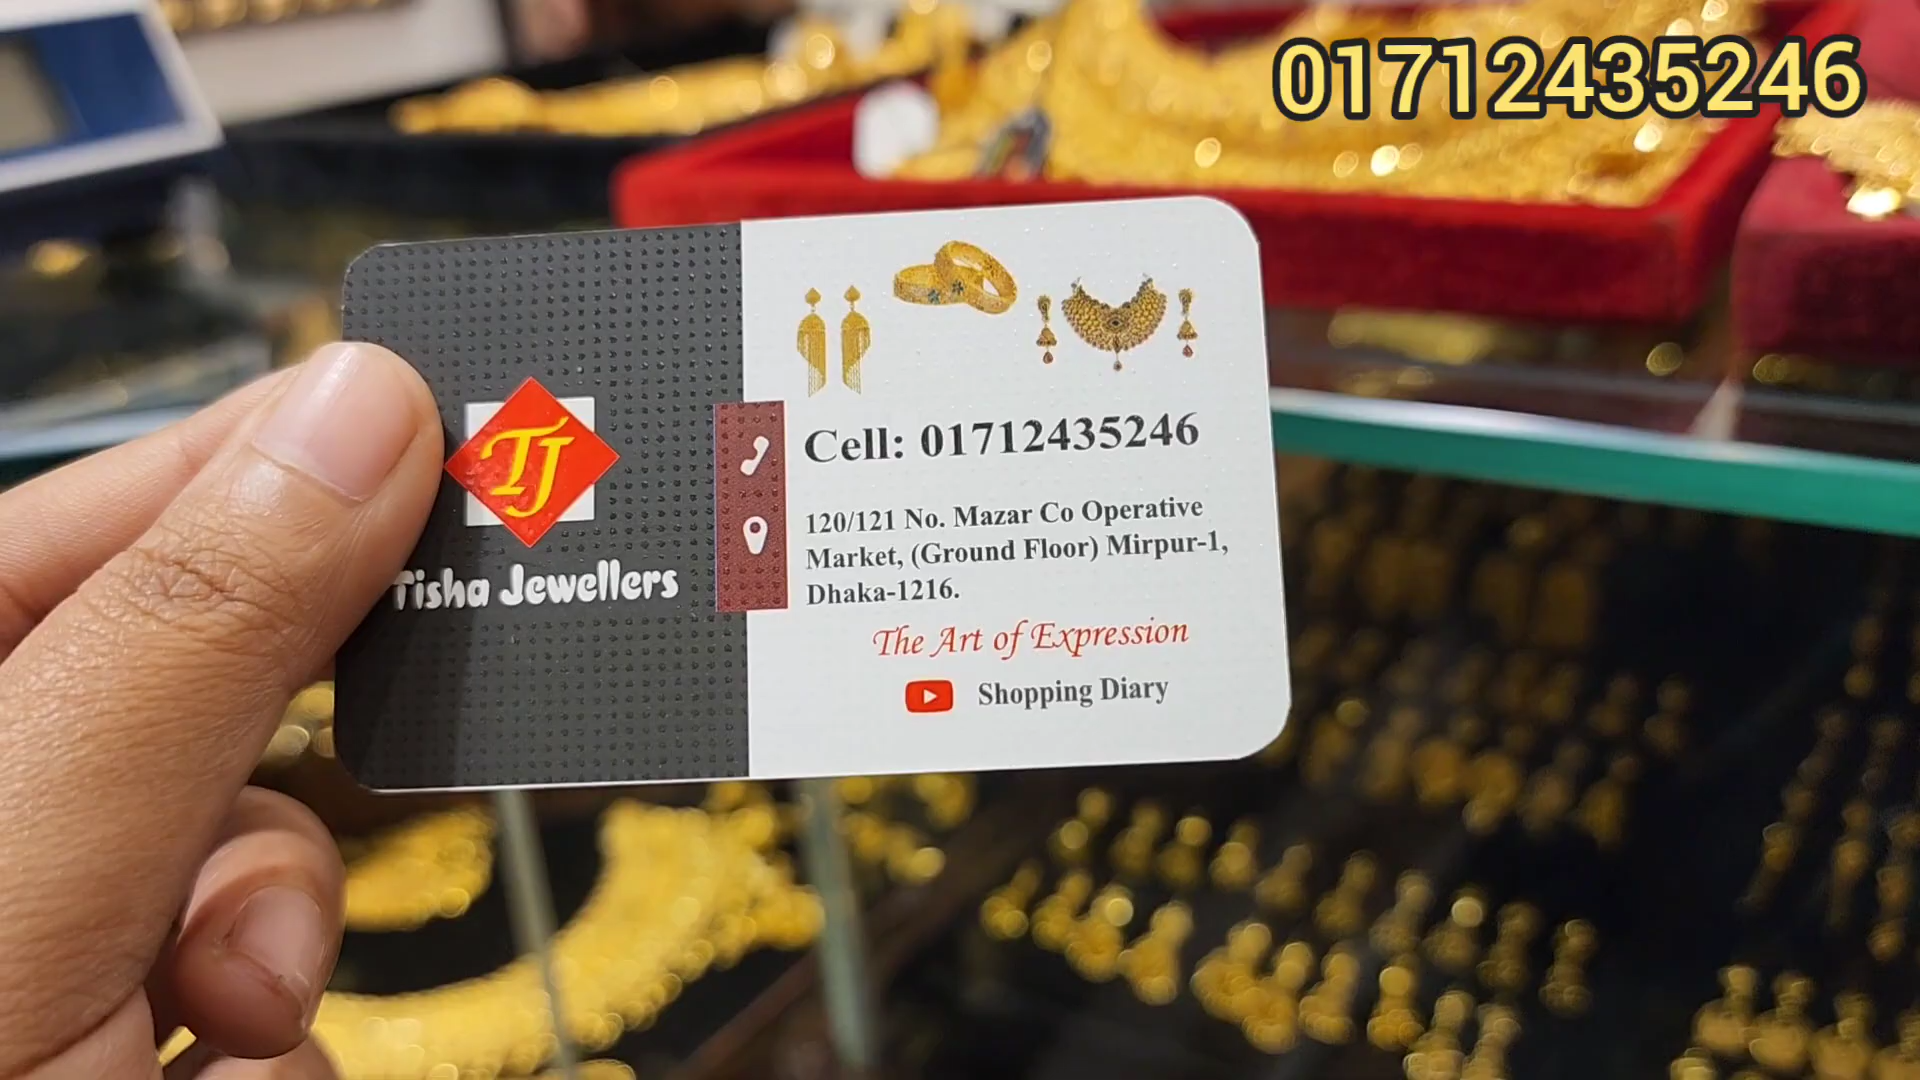 01712435246
TJ
Tisha Jewellers
Cell: 01712435246
120/121 No. Mazar Co Operative
Market, (Ground Floor) Mirpur-1,
Dhaka-1216.
The Art of Expression
Shopping Diary